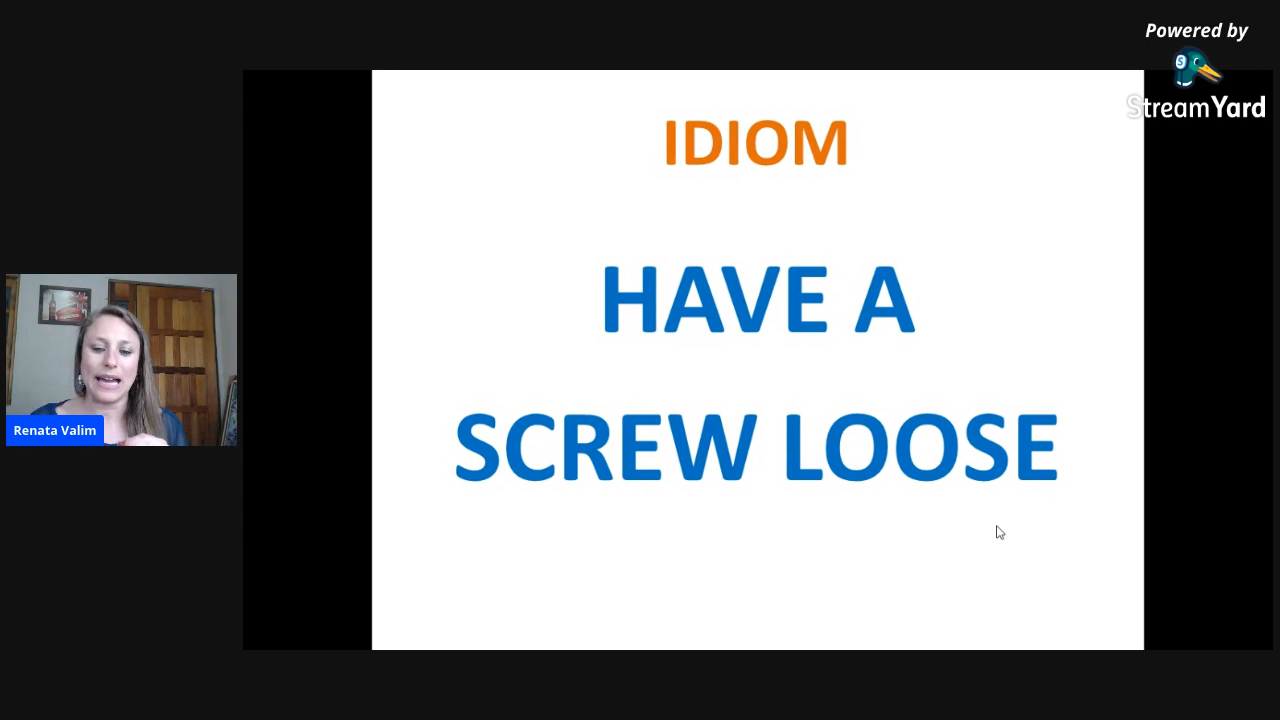 Powered by
StreamYard
IDIOM
HAVE A
SCREW LOOSE
Renata Valim